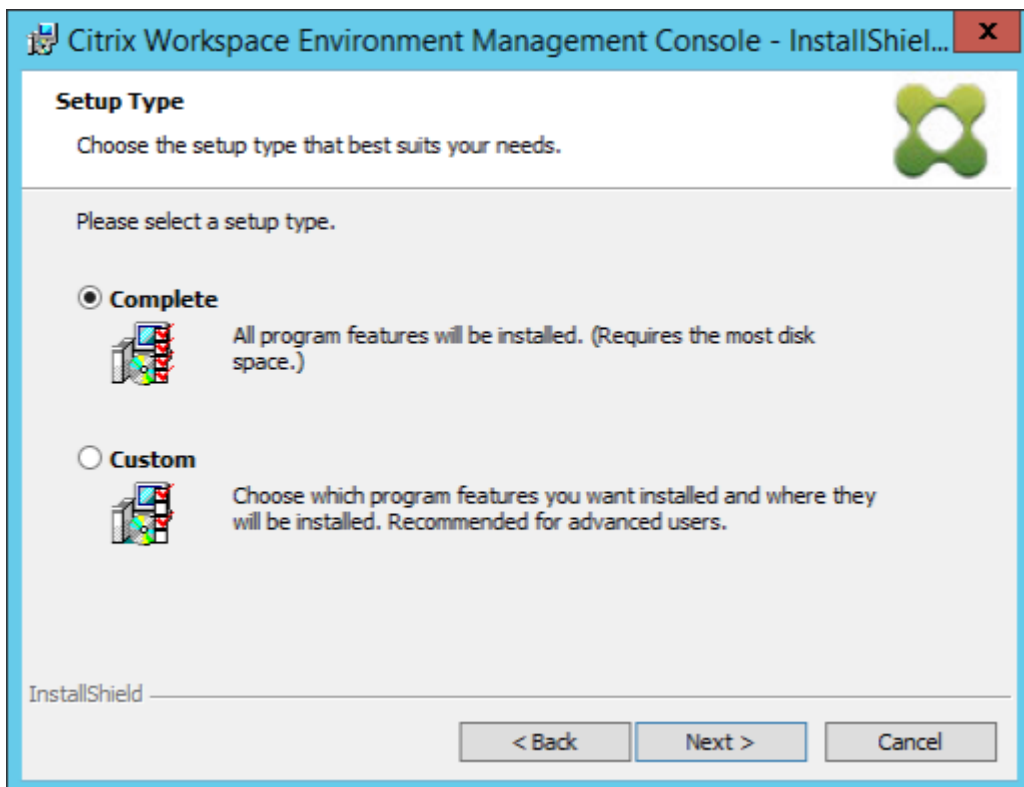 Citrix Workspace Environment Management Console - InstallShiel...
x
Setup Type
Choose the setup type that best suits your needs.
Please select a setup type.
Complete
All program features will be installed. (Requires the most disk
space.)
Custom
Choose which program features you want installed and where they
will be installed. Recommended for advanced users.
InstallShield
< Back
Next >
Cancel